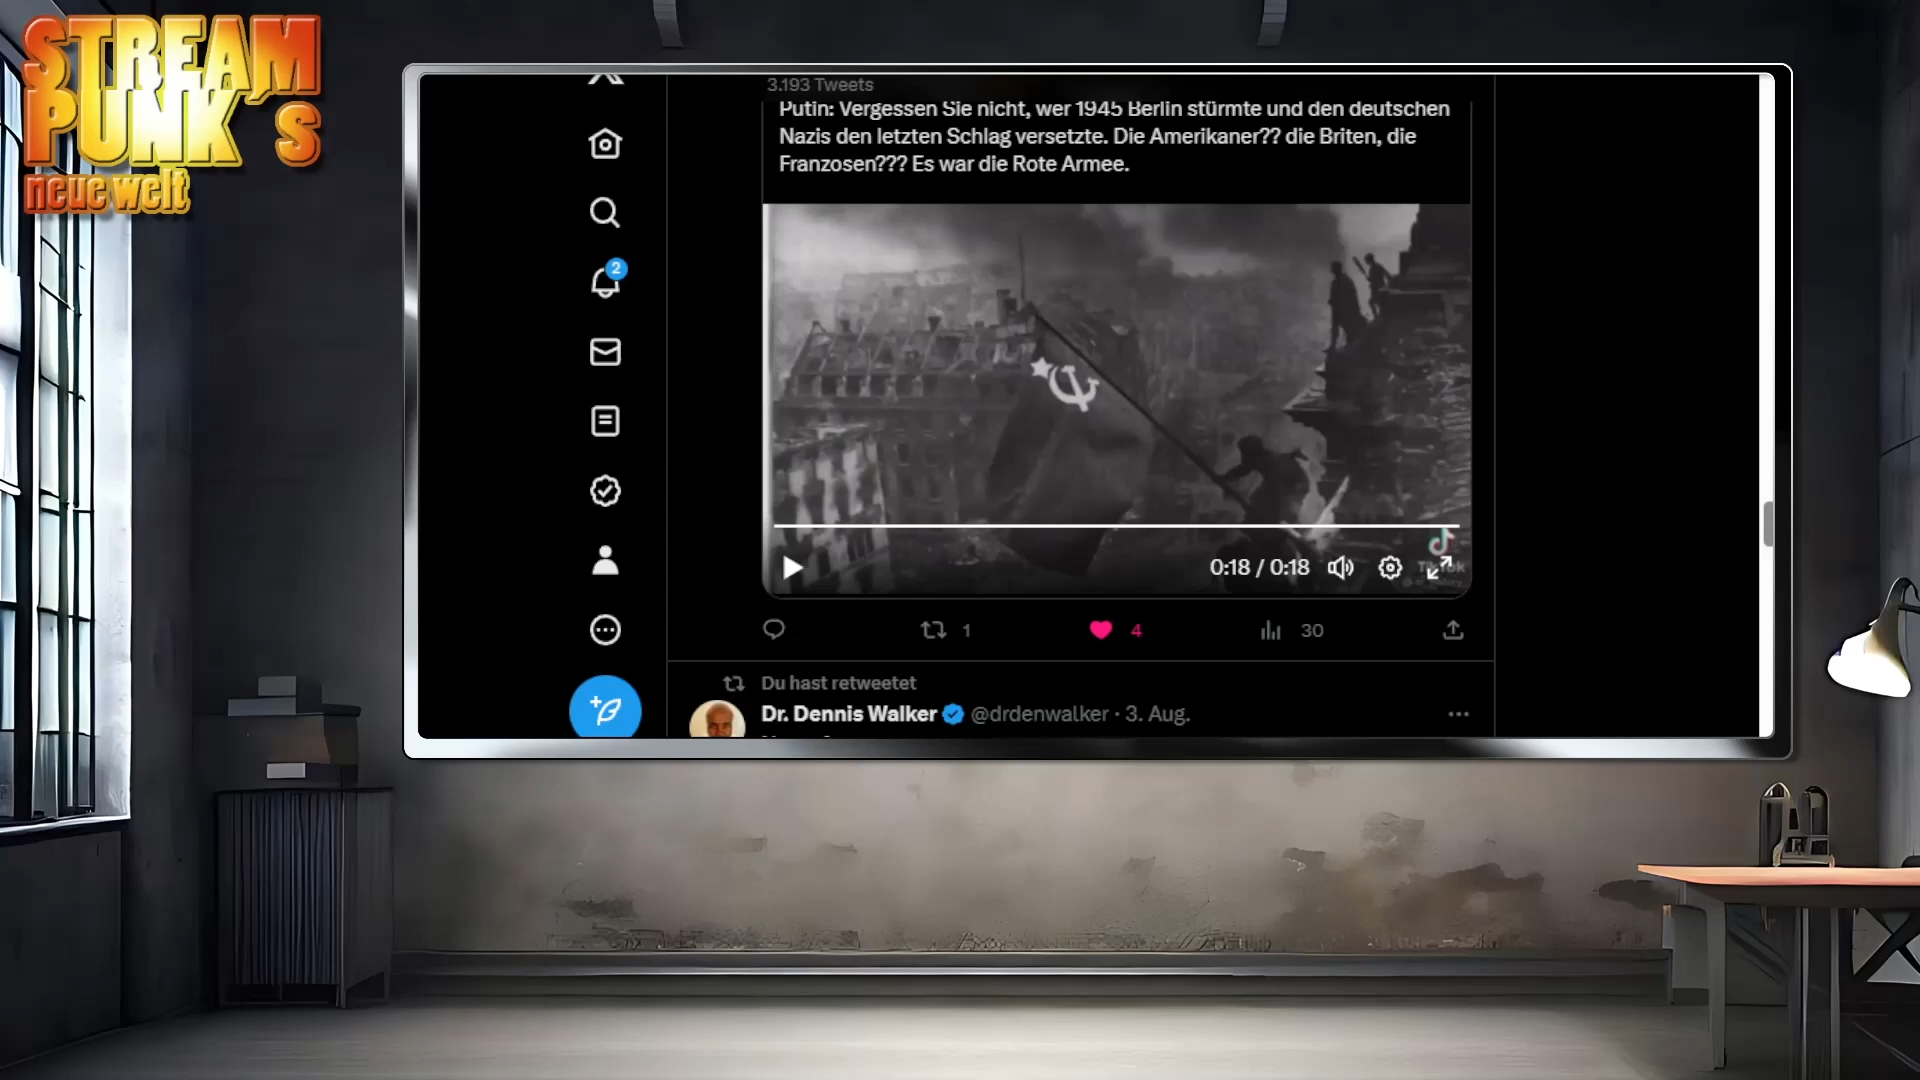 STREAM
PUNK´s
neue welt
3.193 Tweets
Putin: Vergessen Sie nicht, wer 1945 Berlin stürmte und den deutschen
Nazis den letzten Schlag versetzte. Die Amerikaner?? die Briten, die
Franzosen??? Es war die Rote Armee.
2
0:18 / 0:18
TikTok
1
4
30
Du hast retweetet
Dr. Dennis Walker @drdenwalker · 3. Aug.